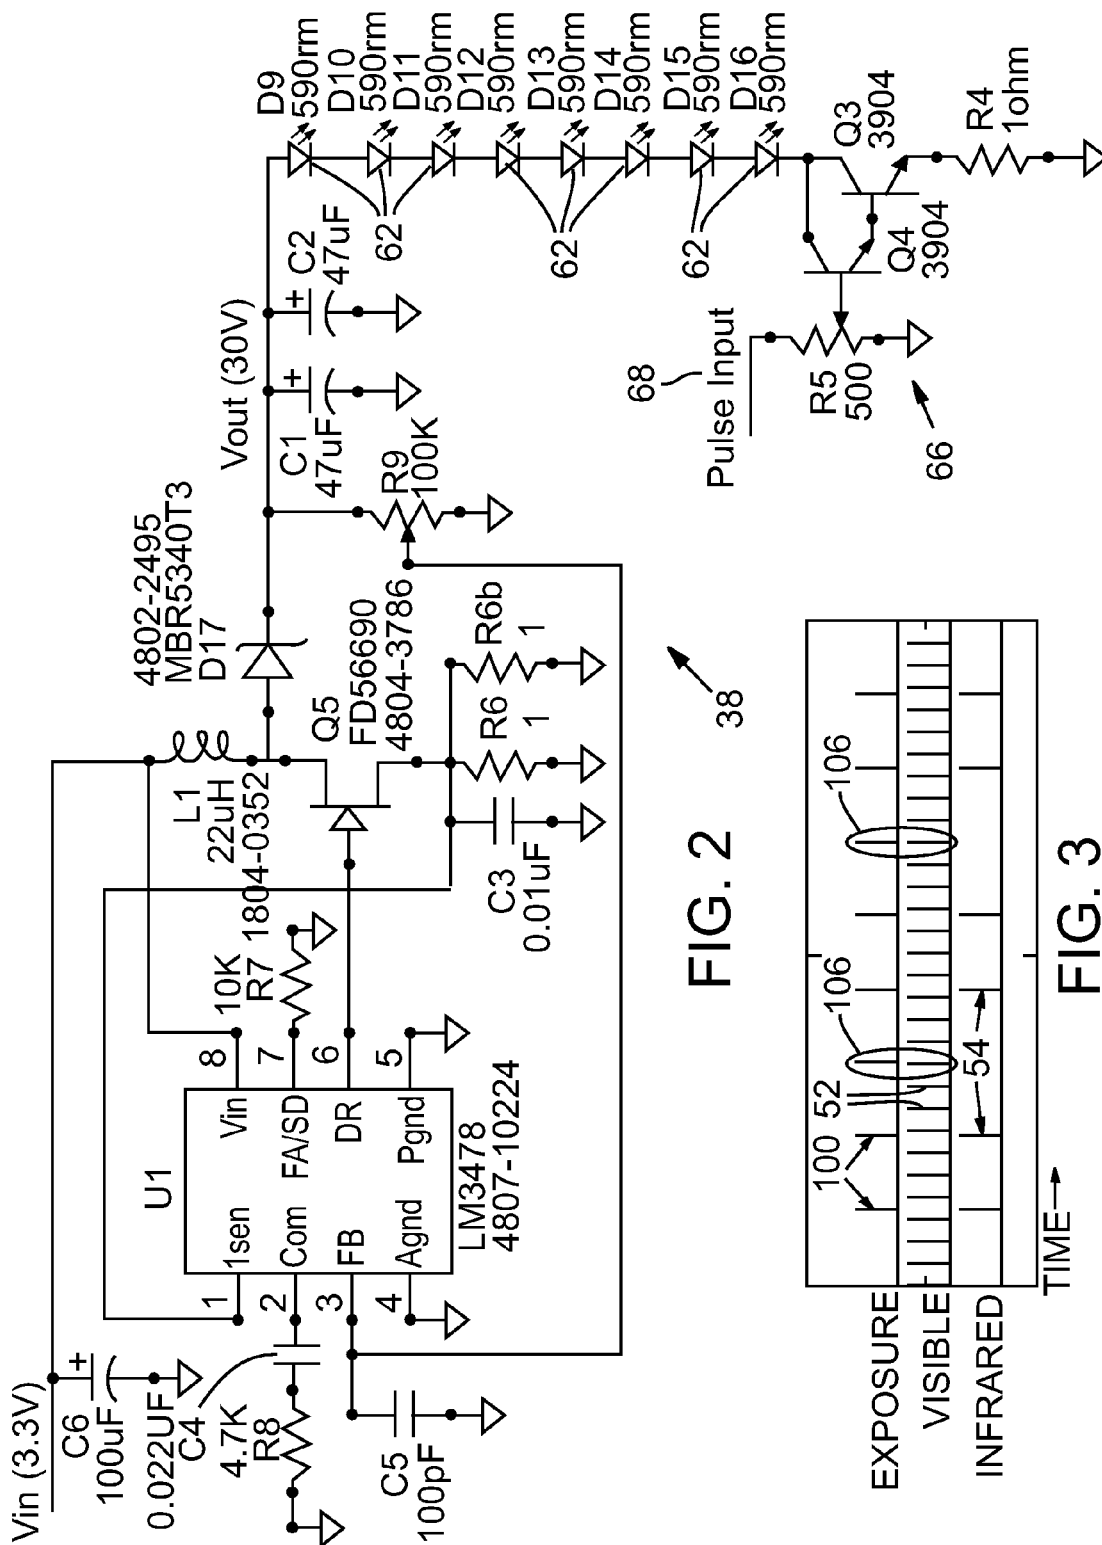 Vin (3.3V)
C6
100uF
0.022UF
C4
4.7K
R8
C5
100pF
U1
1sen
Com
FB
Agnd
Vin
FA/SD
DR
Pgnd
1
2
3
4
8
7
6
5
LM3478
4807-10224
10K
R7
L1
22uH
1804-0352
Q5
FD56690
4804-3786
C3
0.01uF
R6
1
R6b
1
4802-2495
MBR5340T3
D17
Vout (30V)
R9
100K
C1
47uF
C2
47uF
D9
590rm
D10
590rm
D11
590rm
D12
590rm
D13
590rm
D14
590rm
D15
590rm
D16
590rm
62
62
62
Q3
3904
Q4
3904
R4
1ohm
68
Pulse Input
R5
500
66
38
FIG. 2
EXPOSURE
VISIBLE
INFRARED
TIME
100
52
106
54
106
FIG. 3